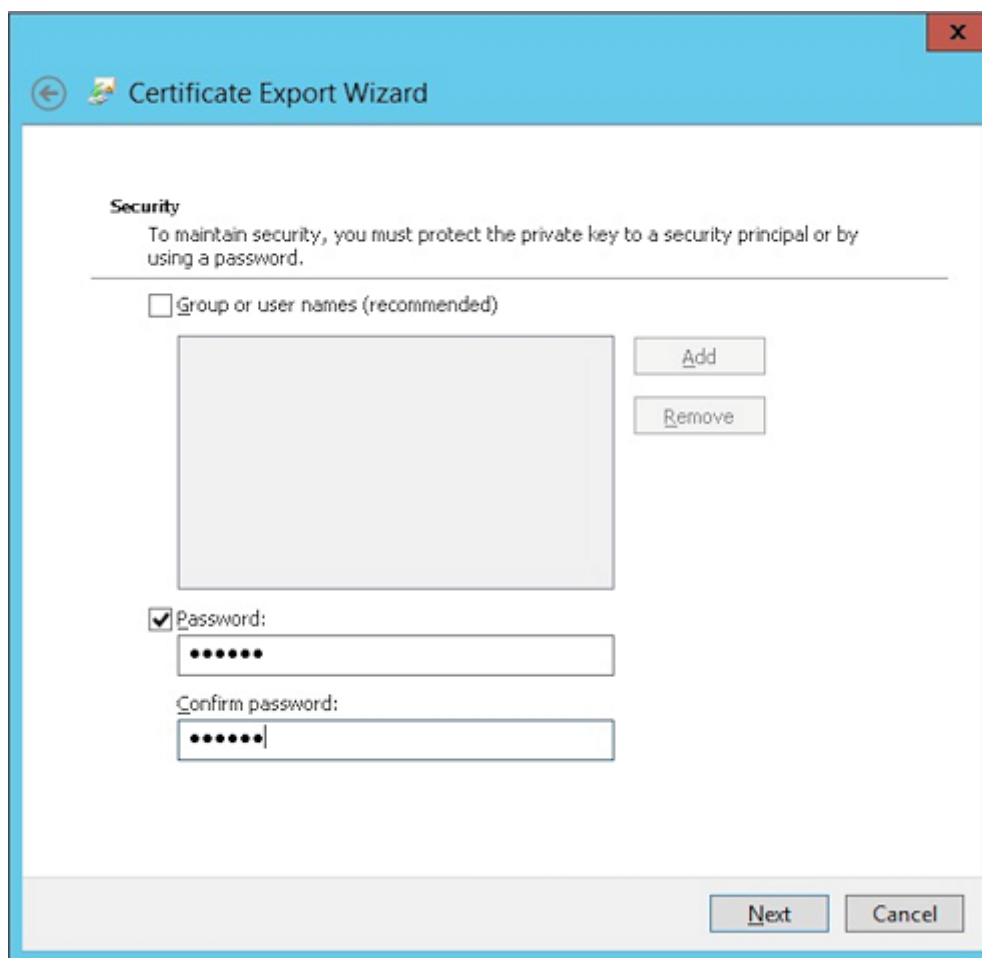 x
Certificate Export Wizard
Security
To maintain security, you must protect the private key to a security principal or by
using a password.
Group or user names (recommended)
Add
Remove
Password:
••••••
Confirm password:
••••••
Next
Cancel